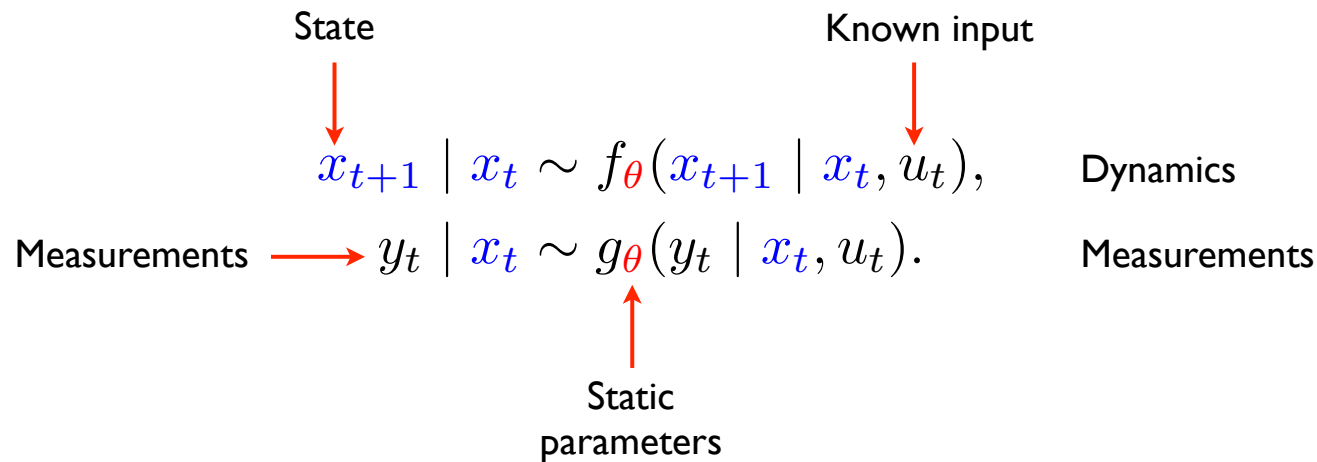 State Known input
x_{t+1} | x_t ∼ f_θ(x_{t+1} | x_t, u_t), Dynamics
Measurements y_t | x_t ∼ g_θ(y_t | x_t, u_t). Measurements
Static
parameters